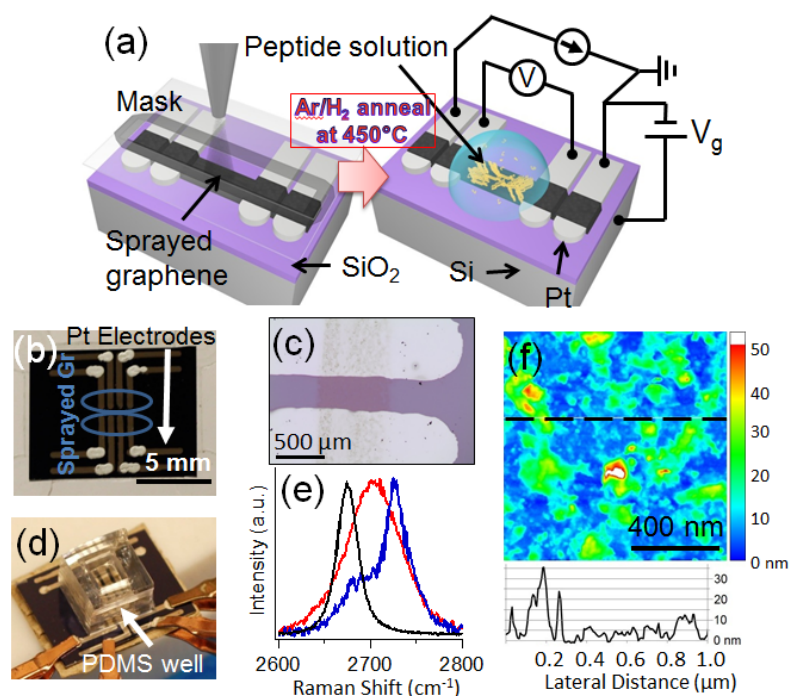 (a)
Peptide solution
Mask
Ar/H₂ anneal
at 450°C
V
V_g
Sprayed
graphene
SiO₂
Si
Pt
(b)
Pt Electrodes
Sprayed Gr
5 mm
(c)
500 µm
(d)
PDMS well
(e)
Intensity (a.u.)
2600 2700 2800
Raman Shift (cm⁻¹)
(f)
50
40
30
20
10
0 nm
400 nm
30
20
10
0 nm
0.2 0.4 0.6 0.8 1.0
Lateral Distance (µm)